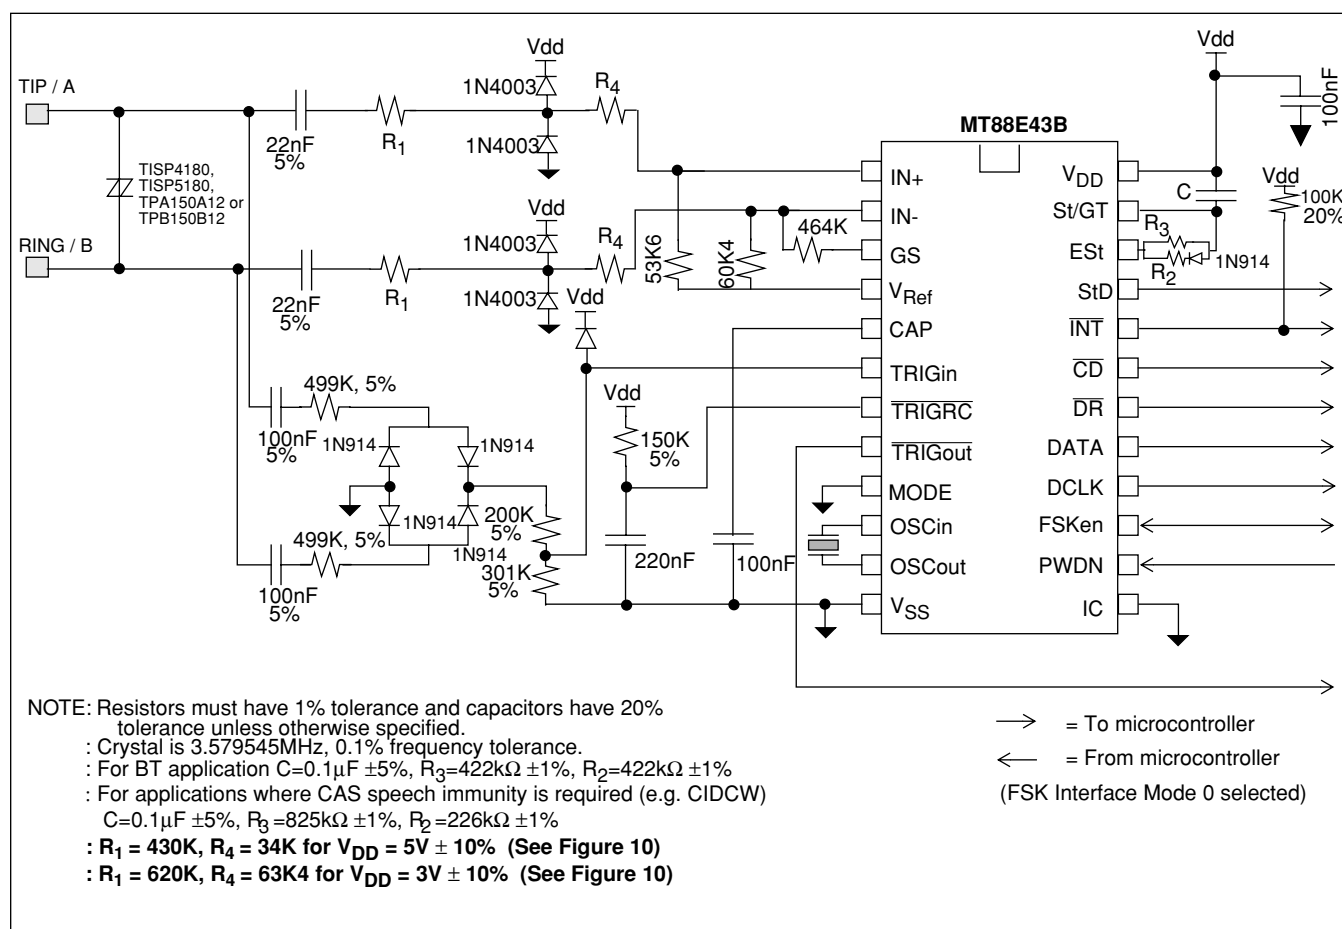 Vdd
Vdd
TIP / A
1N4003
R4
100nF
22nF
5%
R1
1N4003
MT88E43B
TISP4180,
TISP5180,
TPA150A12 or
TPB150B12
IN+
VDD
C
Vdd
100K
20%
IN-
St/GT
Vdd
R4
464K
R3
RING / B
1N4003
53K6
60K4
GS
ESt
R2
1N914
22nF
5%
R1
1N4003
VRef
StD
Vdd
CAP
INT
TRIGin
CD
499K, 5%
Vdd
TRIGRC
DR
100nF
5%
1N914
1N914
150K
5%
TRIGout
DATA
MODE
DCLK
1N914
200K
5%
OSCin
FSKen
499K, 5%
1N914
301K
5%
220nF
100nF
OSCout
PWDN
100nF
5%
VSS
IC
NOTE: Resistors must have 1% tolerance and capacitors have 20%
tolerance unless otherwise specified.
: Crystal is 3.579545MHz, 0.1% frequency tolerance.
: For BT application C=0.1μF ±5%, R3=422kΩ ±1%, R2=422kΩ ±1%
: For applications where CAS speech immunity is required (e.g. CIDCW)
C=0.1μF ±5%, R3 =825kΩ ±1%, R2 =226kΩ ±1%
: R1 = 430K, R4 = 34K for VDD = 5V ± 10% (See Figure 10)
: R1 = 620K, R4 = 63K4 for VDD = 3V ± 10% (See Figure 10)
= To microcontroller
= From microcontroller
(FSK Interface Mode 0 selected)